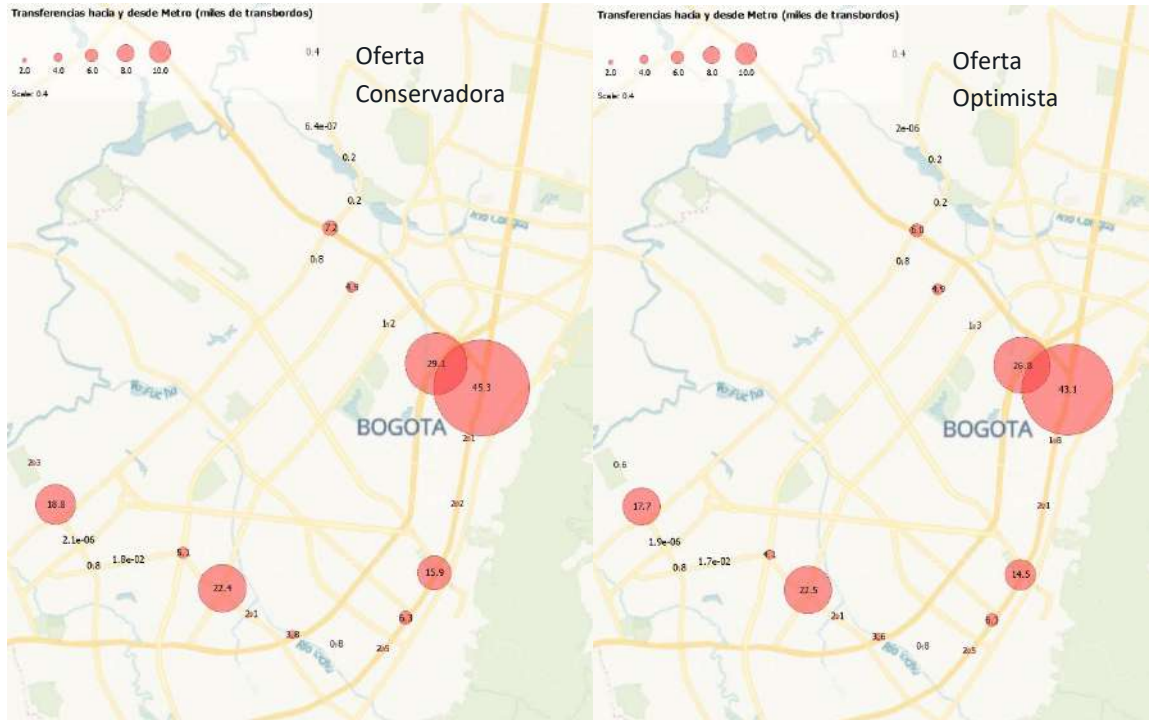 Transferencias hacia y desde Metro (miles de transbordos)
2.0 4.0 6.0 8.0 10.0
Scale: 0.4
0.4
Oferta
Conservadora
6.4e-07
0.2
0.2
7.2
0.8
4.9
1.2
29.1
45.3
BOGOTA
2.1
2.3
2.2
18.8
2.1e-06
0.8
1.8e-02
5.1
22.4
15.9
2.1
6.3
3.8
0.8
2.5
Transferencias hacia y desde Metro (miles de transbordos)
2.0 4.0 6.0 8.0 10.0
Scale: 0.4
0.4
Oferta
Optimista
2e-06
0.2
0.2
6.0
0.8
4.9
1.3
26.8
43.1
BOGOTA
0.6
2.1
17.7
1.9e-06
0.8
1.7e-02
4.1
22.5
14.5
2.1
3.6
0.8
2.5